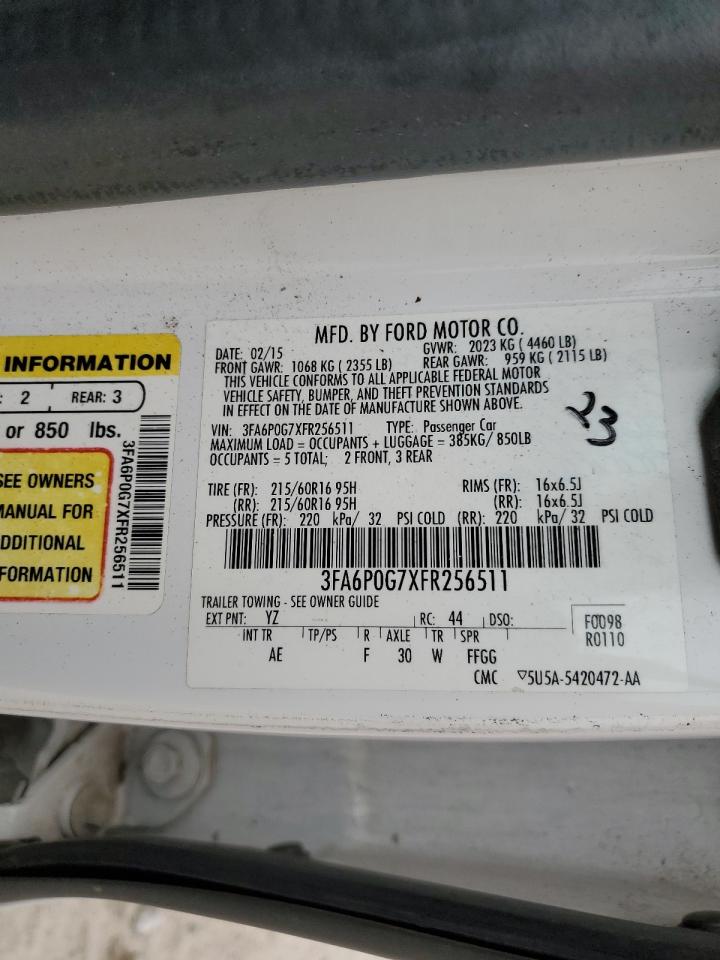 INFORMATION
: 2 REAR: 3
or 850 lbs.
SEE OWNERS
MANUAL FOR
ADDITIONAL
FORMATION
3FA6P0G7XFR256511
MFD. BY FORD MOTOR CO.
DATE: 02/15 GVWR: 2023 KG ( 4460 LB)
FRONT GAWR: 1068 KG ( 2355 LB) REAR GAWR: 959 KG ( 2115 LB)
THIS VEHICLE CONFORMS TO ALL APPLICABLE FEDERAL MOTOR
VEHICLE SAFETY, BUMPER, AND THEFT PREVENTION STANDARDS
IN EFFECT ON THE DATE OF MANUFACTURE SHOWN ABOVE.
VIN: 3FA6P0G7XFR256511 TYPE: Passenger Car
MAXIMUM LOAD = OCCUPANTS + LUGGAGE = 385KG/ 850LB
OCCUPANTS = 5 TOTAL; 2 FRONT, 3 REAR
23
TIRE (FR): 215/60R16 95H RIMS (FR): 16x6.5J
(RR): 215/60R16 95H (RR): 16x6.5J
PRESSURE (FR): 220 kPa/ 32 PSI COLD (RR): 220 kPa/ 32 PSI COLD
3FA6P0G7XFR256511
TRAILER TOWING - SEE OWNER GUIDE
EXT PNT: YZ RC: 44 DSO: F0098
INT TR TP/PS R AXLE TR SPR R0110
AE F 30 W FFGG
CMC ▽5U5A-5420472-AA